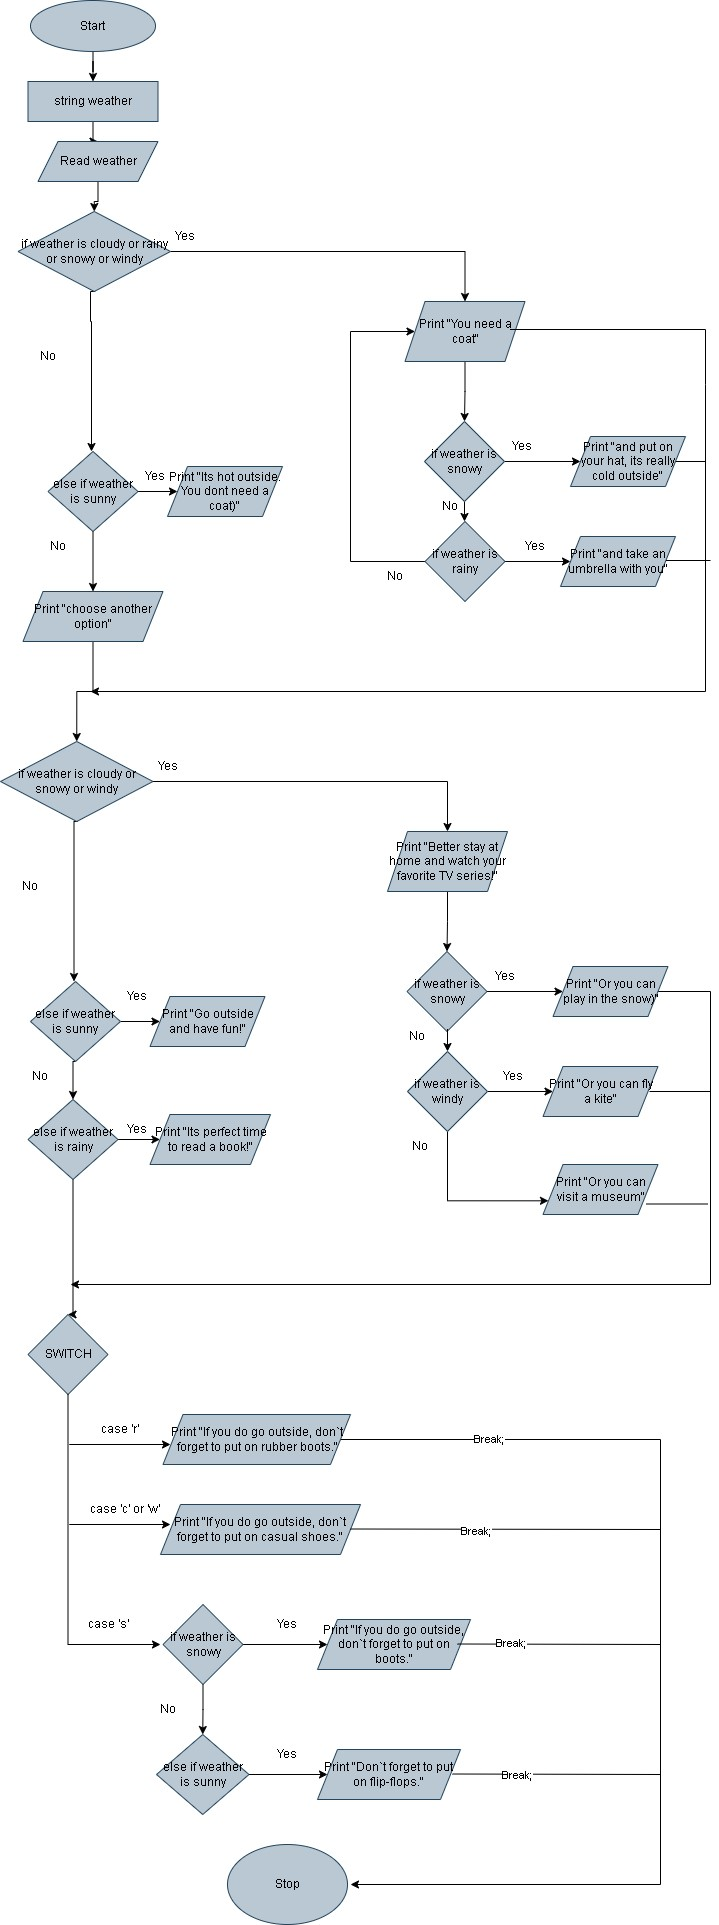 Start
string weather
Read weather
F
if weather is cloudy or rainy
or snowy or windy
Yes
No
Print "You need a
coat"
if weather is
snowy
Yes
Print "and put on
your hat, its really
cold outside"
No
if weather is
rainy
Yes
Print "and take an
umbrella with you"
No
else if weather
is sunny
Yes
Print "Its hot outside.
You dont need a
coat)"
No
Print "choose another
option"
if weather is cloudy or
snowy or windy
Yes
No
Print "Better stay at
home and watch your
favorite TV series!"
if weather is
snowy
Yes
Print "Or you can
play in the snow)"
No
if weather is
windy
Yes
Print "Or you can fly
a kite"
No
Print "Or you can
visit a museum"
else if weather
is sunny
Yes
Print "Go outside
and have fun!"
No
else if weather
is rainy
Yes
Print "Its perfect time
to read a book!"
SWITCH
case 'r'
Print "If you do go outside, don`t
forget to put on rubber boots."
Break;
case 'c' or 'w'
Print "If you do go outside, don`t
forget to put on casual shoes."
Break;
case 's'
if weather is
snowy
Yes
Print "If you do go outside,
don`t forget to put on
boots."
Break;
No
else if weather
is sunny
Yes
Print "Don`t forget to put
on flip-flops."
Break;
Stop